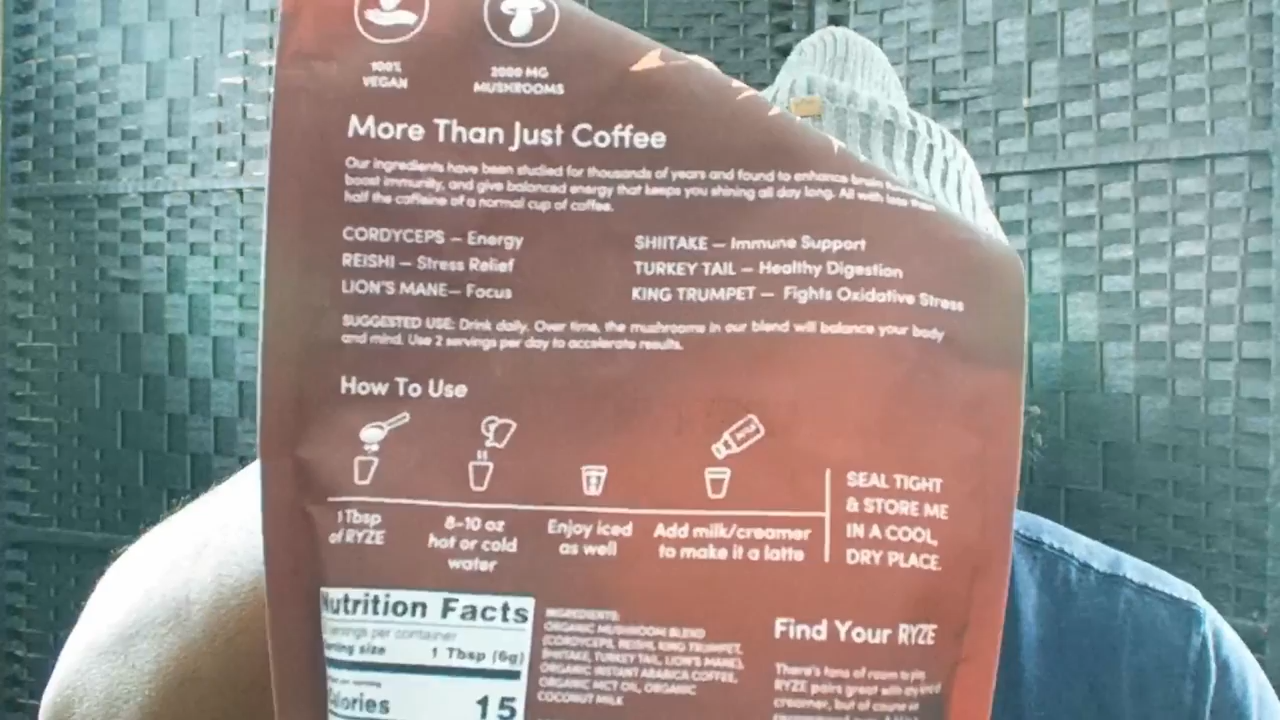 100%
VEGAN
2000 MG
MUSHROOMS
More Than Just Coffee
Our ingredients have been studied for thousands of years and found to enhance brain
boost immunity, and give balanced energy that keeps you shining all day long. All with less than
half the caffeine of a normal cup of coffee.
CORDYCEPS – Energy
REISHI – Stress Relief
LION'S MANE– Focus
SHIITAKE – Immune Support
TURKEY TAIL – Healthy Digestion
KING TRUMPET – Fights Oxidative Stress
SUGGESTED USE: Drink daily. Over time, the mushrooms in our blend will balance your body
and mind. Use 2 servings per day to accelerate results.
How To Use
1 Tbsp
of RYZE
8-10 oz
hot or cold
water
Enjoy iced
as well
Add milk/creamer
to make it a latte
SEAL TIGHT
& STORE ME
IN A COOL,
DRY PLACE.
Nutrition Facts
servings per container
size 1 Tbsp (6g)
Calories 15
INGREDIENTS:
ORGANIC MUSHROOM BLEND
(CORDYCEPS, REISHI, KING TRUMPET,
SHIITAKE, TURKEY TAIL, LION'S MANE),
ORGANIC INSTANT ARABICA COFFEE,
ORGANIC MCT OIL, ORGANIC
COCONUT MILK
Find Your RYZE
There's tons of room to
RYZE pairs great with
creamer, but of course